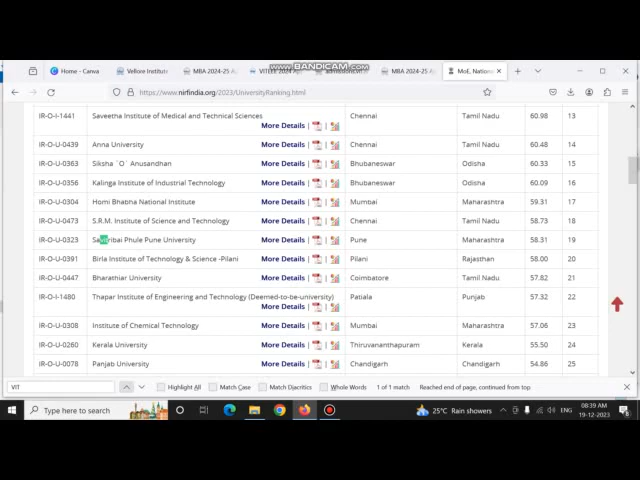 www.BANDICAM.com
Home - Canva
Vellore Institute
MBA 2024-25 A
VITEEE 2024 Ap
admissions.vit
MBA 2024-25 Ap
MoE, Nationa
https://www.nirfindia.org/2023/UniversityRanking.html
IR-O-I-1441 Saveetha Institute of Medical and Technical Sciences Chennai Tamil Nadu 60.98 13
More Details | |
IR-O-U-0439 Anna University More Details | | Chennai Tamil Nadu 60.48 14
IR-O-U-0363 Siksha `O` Anusandhan More Details | | Bhubaneswar Odisha 60.33 15
IR-O-U-0356 Kalinga Institute of Industrial Technology More Details | | Bhubaneswar Odisha 60.09 16
IR-O-U-0304 Homi Bhabha National Institute More Details | | Mumbai Maharashtra 59.31 17
IR-O-U-0473 S.R.M. Institute of Science and Technology More Details | | Chennai Tamil Nadu 58.73 18
IR-O-U-0323 Savitribai Phule Pune University More Details | | Pune Maharashtra 58.31 19
IR-O-U-0391 Birla Institute of Technology & Science -Pilani More Details | | Pilani Rajasthan 58.00 20
IR-O-U-0447 Bharathiar University More Details | | Coimbatore Tamil Nadu 57.82 21
IR-O-I-1480 Thapar Institute of Engineering and Technology (Deemed-to-be-university) Patiala Punjab 57.32 22
More Details | |
IR-O-U-0308 Institute of Chemical Technology More Details | | Mumbai Maharashtra 57.06 23
IR-O-U-0260 Kerala University More Details | | Thiruvananthapuram Kerala 55.50 24
IR-O-U-0078 Panjab University More Details | | Chandigarh Chandigarh 54.86 25
VIT Highlight All Match Case Match Diacritics Whole Words 1 of 1 match Reached end of page, continued from top
Type here to search
25°C Rain showers
ENG
08:39 AM
19-12-2023